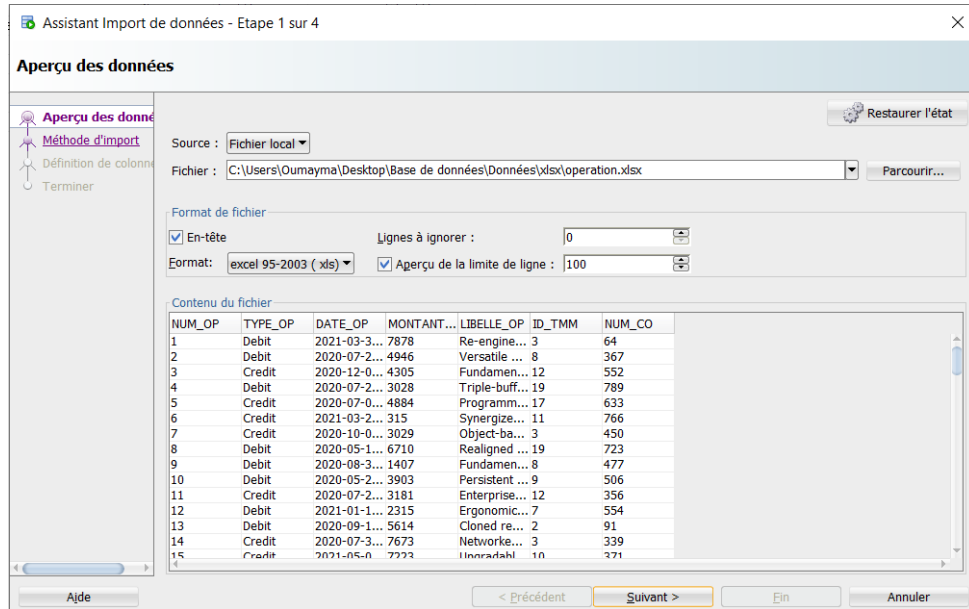 Assistant Import de données - Etape 1 sur 4
Aperçu des données
Aperçu des donné
Méthode d'import
Définition de colonne
Terminer
Restaurer l'état
Source : Fichier local
Fichier : C:\Users\Oumayma\Desktop\Base de données\Données\xlsx\operation.xlsx Parcourir...
Format de fichier
En-tête Lignes à ignorer : 0
Format: excel 95-2003 ( xls) Aperçu de la limite de ligne : 100
Contenu du fichier
NUM_OP TYPE_OP DATE_OP MONTANT... LIBELLE_OP ID_TMM NUM_CO
1 Debit 2021-03-3... 7878 Re-engine... 3 64
2 Debit 2020-07-2... 4946 Versatile ... 8 367
3 Credit 2020-12-0... 4305 Fundamen... 12 552
4 Debit 2020-07-2... 3028 Triple-buff... 19 789
5 Credit 2020-07-0... 4884 Programm... 17 633
6 Credit 2021-03-2... 315 Synergize... 11 766
7 Credit 2020-10-0... 3029 Object-ba... 3 450
8 Debit 2020-05-1... 6710 Realigned ... 19 723
9 Debit 2020-08-3... 1407 Fundamen... 8 477
10 Debit 2020-05-2... 3903 Persistent ... 9 506
11 Credit 2020-07-2... 3181 Enterprise... 12 356
12 Debit 2021-01-1... 2315 Ergonomic... 7 554
13 Debit 2020-09-1... 5614 Cloned re... 2 91
14 Credit 2020-07-3... 7673 Networke... 3 339
15 Credit 2021-05-0... 7223 Upgradabl... 10 371
Aide < Précédent Suivant > Fin Annuler